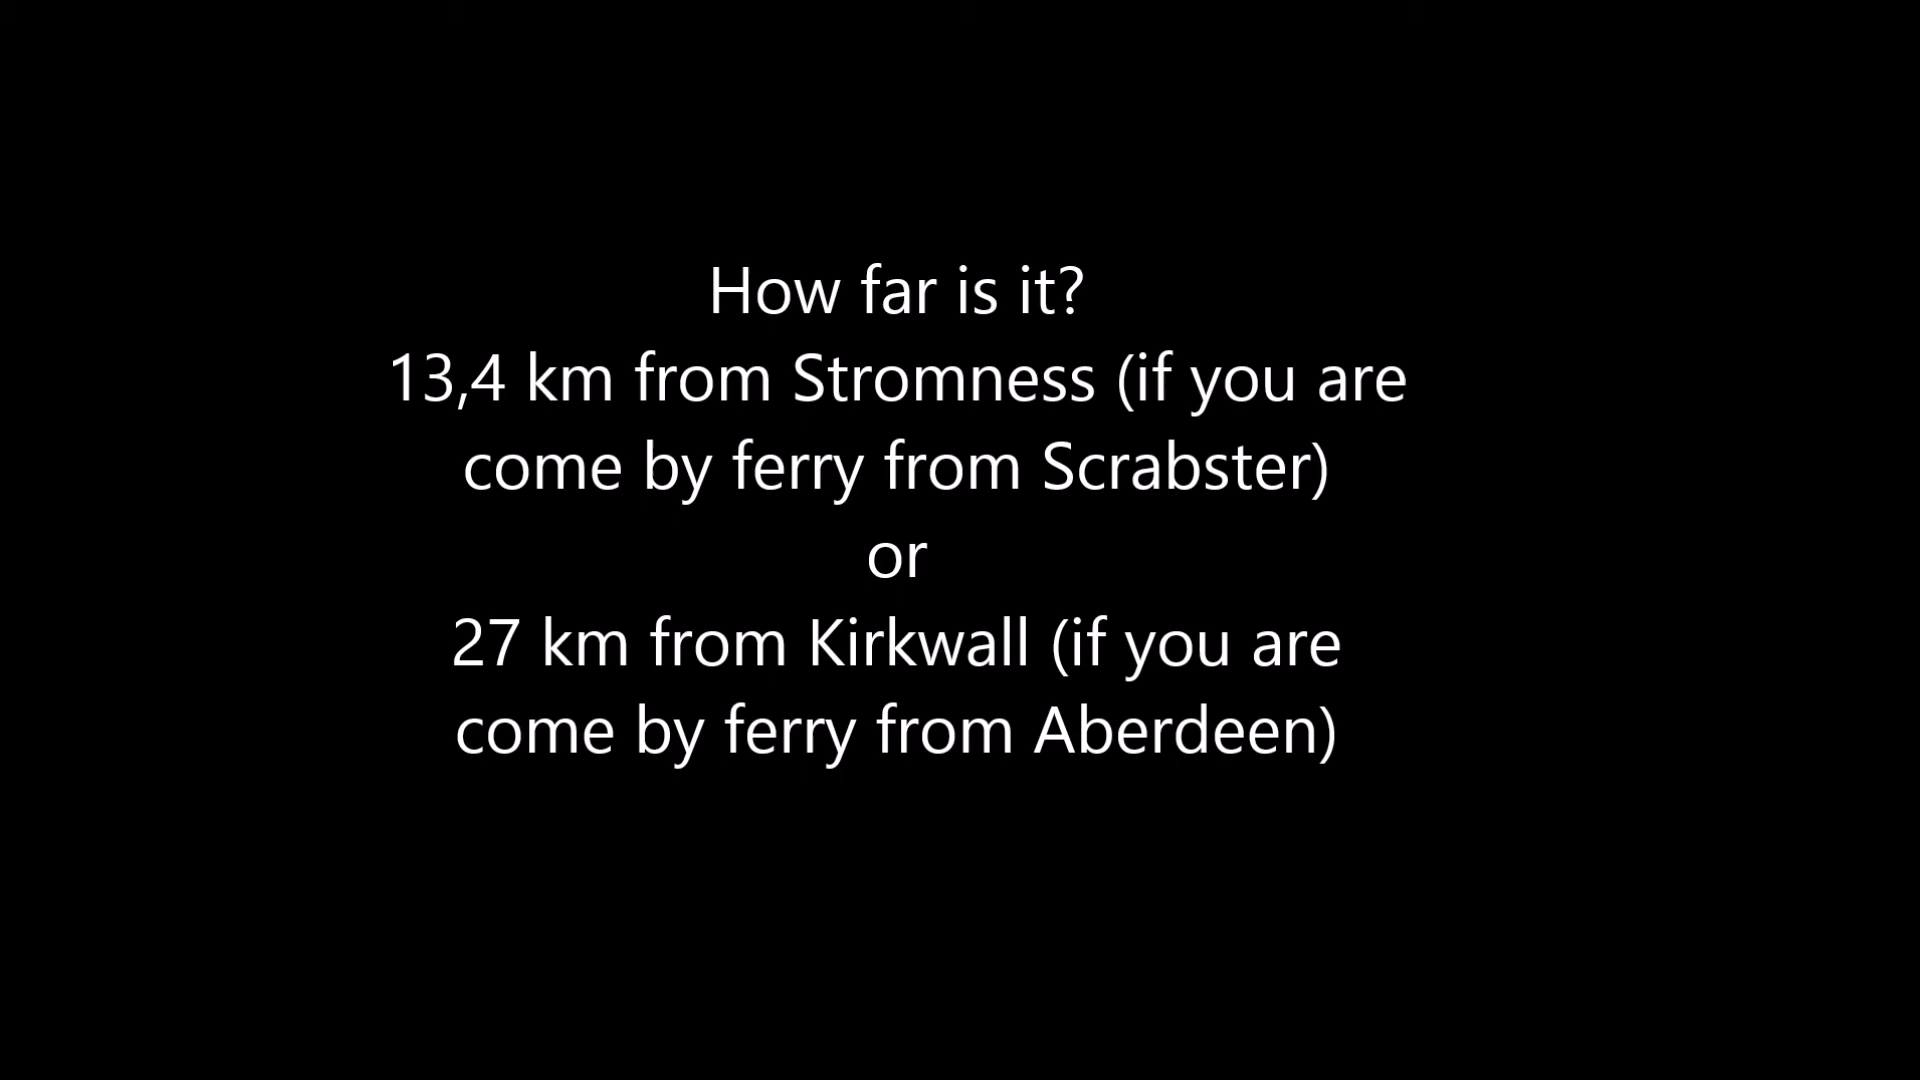 How far is it?
13,4 km from Stromness (if you are
come by ferry from Scrabster)
or
27 km from Kirkwall (if you are
come by ferry from Aberdeen)